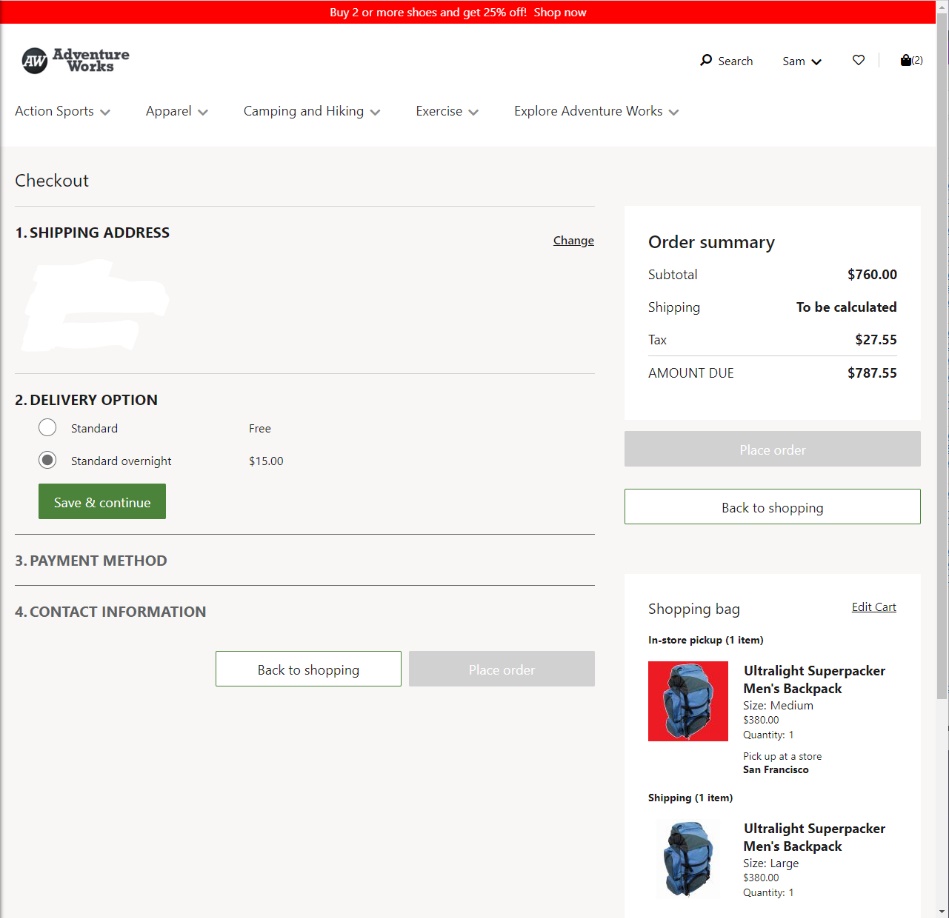 Buy 2 or more shoes and get 25% off! Shop now
AW Adventure Works
Search
Sam
(2)
Action Sports
Apparel
Camping and Hiking
Exercise
Explore Adventure Works
Checkout
1. SHIPPING ADDRESS
Change
2. DELIVERY OPTION
Standard Free
Standard overnight $15.00
Save & continue
3. PAYMENT METHOD
4. CONTACT INFORMATION
Back to shopping
Place order
Order summary
Subtotal $760.00
Shipping To be calculated
Tax $27.55
AMOUNT DUE $787.55
Place order
Back to shopping
Shopping bag
Edit Cart
In-store pickup (1 item)
Ultralight Superpacker
Men's Backpack
Size: Medium
$380.00
Quantity: 1
Pick up at a store
San Francisco
Shipping (1 item)
Ultralight Superpacker
Men's Backpack
Size: Large
$380.00
Quantity: 1